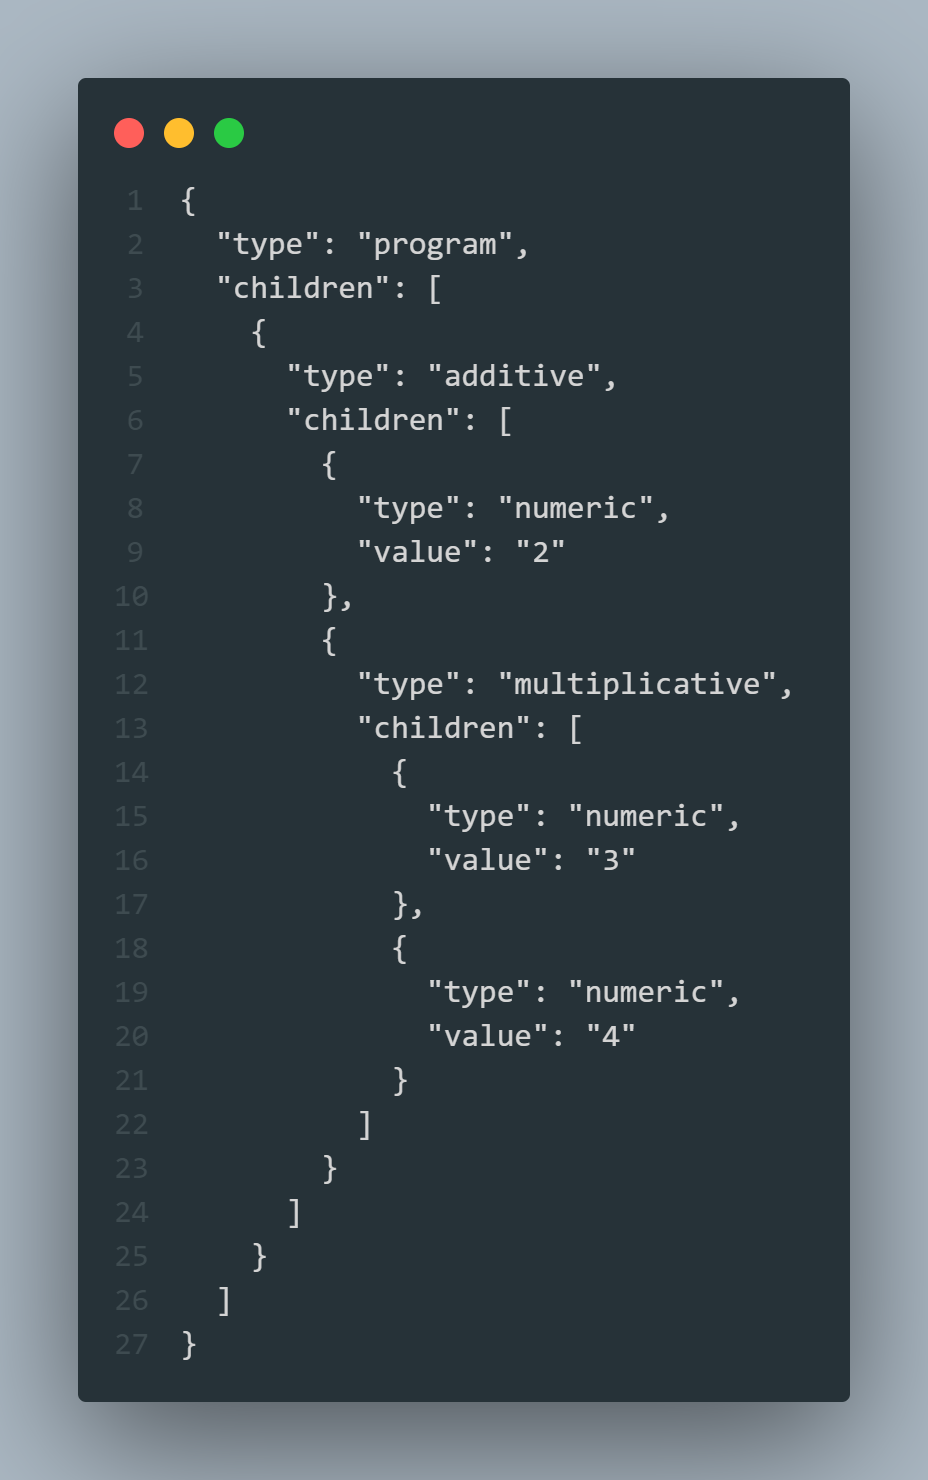 1 {
2   "type": "program",
3   "children": [
4     {
5       "type": "additive",
6       "children": [
7         {
8           "type": "numeric",
9           "value": "2"
10         },
11         {
12           "type": "multiplicative",
13           "children": [
14             {
15               "type": "numeric",
16               "value": "3"
17             },
18             {
19               "type": "numeric",
20               "value": "4"
21             }
22           ]
23         }
24       ]
25     }
26   ]
27 }